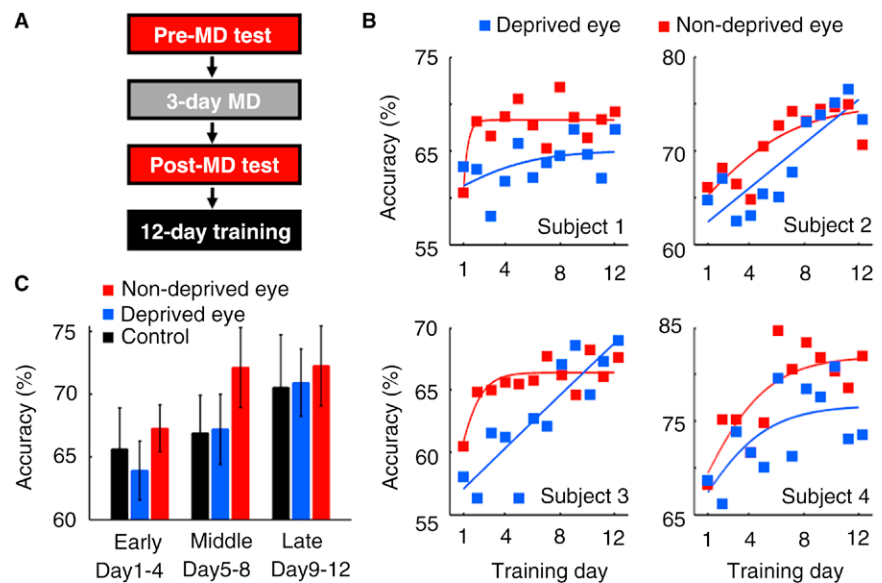 A
Pre-MD test
3-day MD
Post-MD test
12-day training
B
Deprived eye
Non-deprived eye
Accuracy (%)
75
65
55
Subject 1
1 4 8 12
80
70
60
Subject 2
1 4 8 12
Accuracy (%)
70
65
60
55
Subject 3
1 4 8 12
Training day
85
75
65
Subject 4
1 4 8 12
Training day
C
Non-deprived eye
Deprived eye
Control
Accuracy (%)
75
70
65
60
Early Middle Late
Day1-4 Day5-8 Day9-12